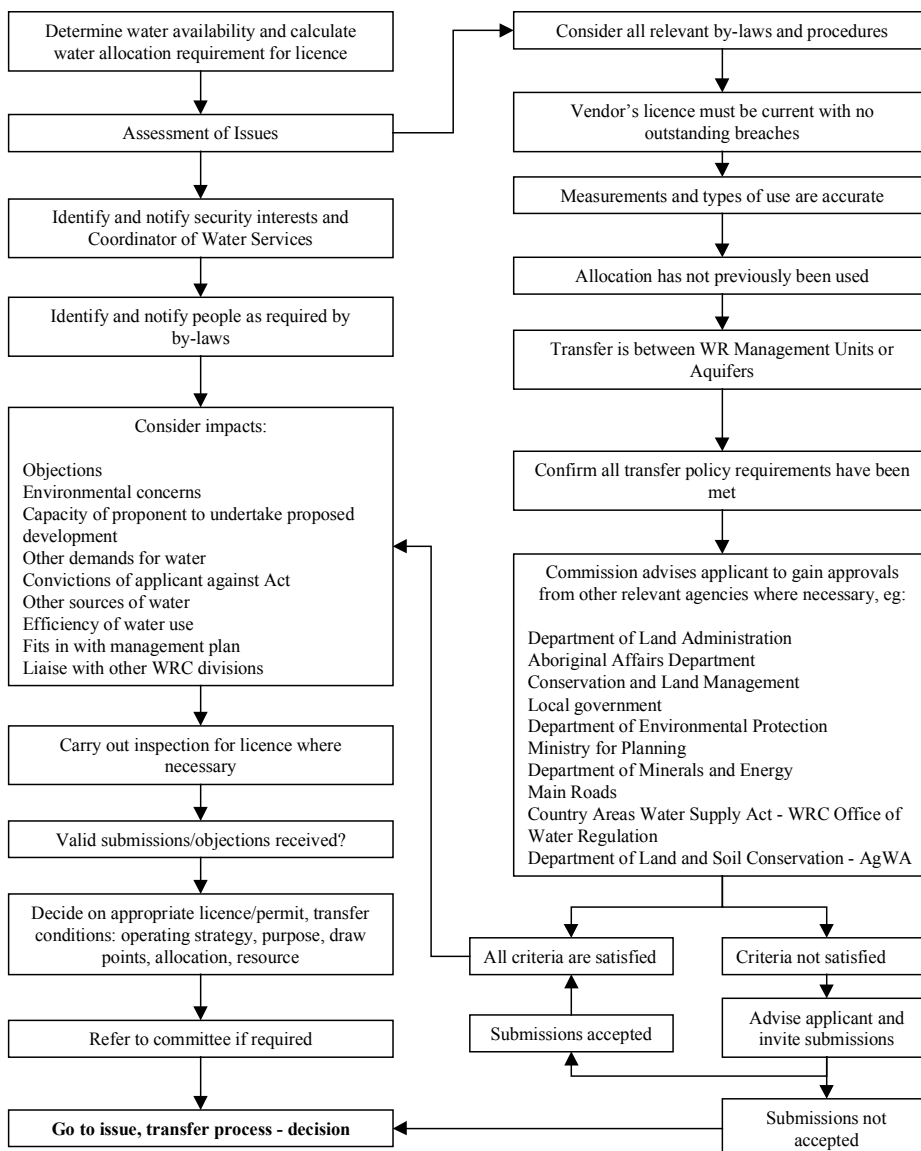 Determine water availability and calculate
water allocation requirement for licence
Assessment of Issues
Identify and notify security interests and
Coordinator of Water Services
Identify and notify people as required by
by-laws
Consider impacts:
Objections
Environmental concerns
Capacity of proponent to undertake proposed
development
Other demands for water
Convictions of applicant against Act
Other sources of water
Efficiency of water use
Fits in with management plan
Liaise with other WRC divisions
Carry out inspection for licence where
necessary
Valid submissions/objections received?
Decide on appropriate licence/permit, transfer
conditions: operating strategy, purpose, draw
points, allocation, resource
Refer to committee if required
Go to issue, transfer process - decision
Consider all relevant by-laws and procedures
Vendor’s licence must be current with no
outstanding breaches
Measurements and types of use are accurate
Allocation has not previously been used
Transfer is between WR Management Units or
Aquifers
Confirm all transfer policy requirements have been
met
Commission advises applicant to gain approvals
from other relevant agencies where necessary, eg:
Department of Land Administration
Aboriginal Affairs Department
Conservation and Land Management
Local government
Department of Environmental Protection
Ministry for Planning
Department of Minerals and Energy
Main Roads
Country Areas Water Supply Act - WRC Office of
Water Regulation
Department of Land and Soil Conservation - AgWA
All criteria are satisfied
Criteria not satisfied
Submissions accepted
Advise applicant and
invite submissions
Submissions not
accepted